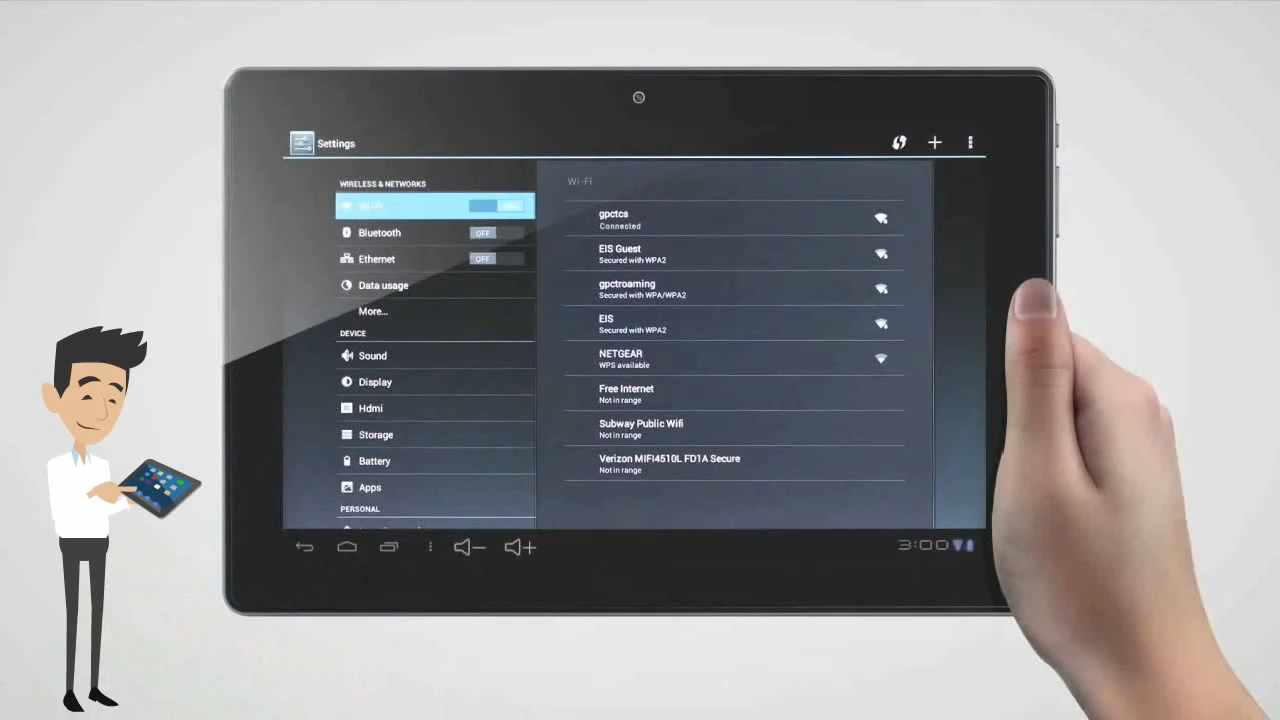 Settings
WIRELESS & NETWORKS
Wi-Fi
Bluetooth OFF
Ethernet OFF
Data usage
More...
DEVICE
Sound
Display
Hdmi
Storage
Battery
Apps
PERSONAL
Wi-Fi
gpctcs
Connected
EIS Guest
Secured with WPA2
gpctroaming
Secured with WPA/WPA2
EIS
Secured with WPA2
NETGEAR
WPS available
Free Internet
Not in range
Subway Public Wifi
Not in range
Verizon MIFI4510L FD1A Secure
Not in range
3:00